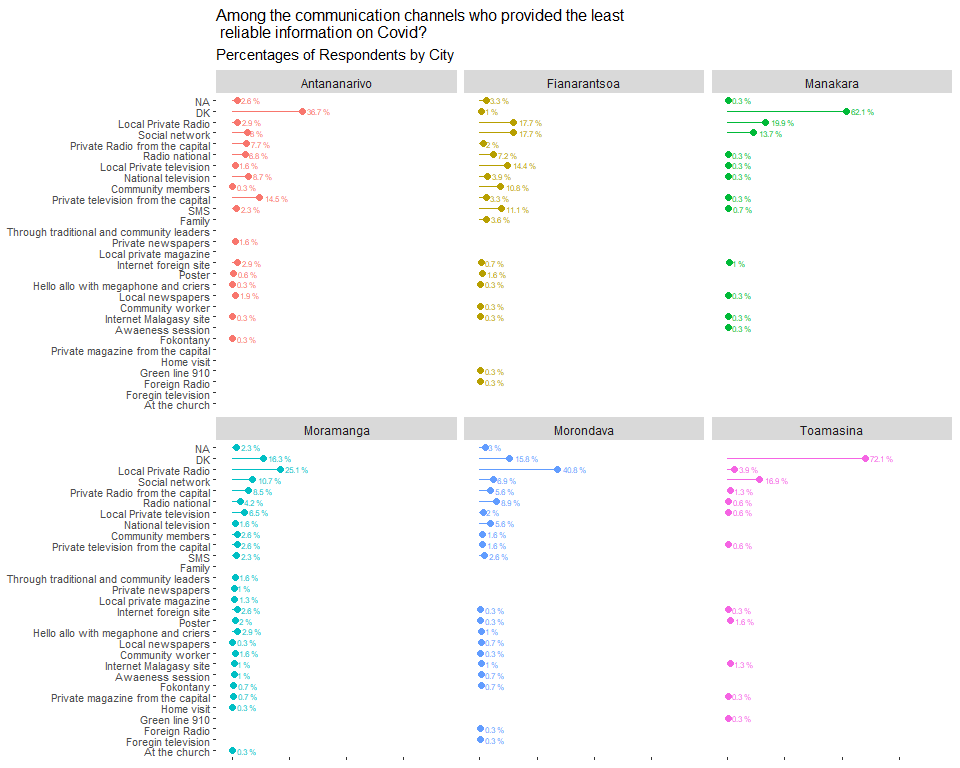 Among the communication channels who provided the least
reliable information on Covid?
Percentages of Respondents by City
Antananarivo Fianarantsoa Manakara
NA 2.6 % 3.3 % 0.3 %
DK 36.7 % 1 % 62.1 %
Local Private Radio 2.9 % 17.7 % 19.9 %
Social network 8 % 17.7 % 13.7 %
Private Radio from the capital 7.7 % 2 %
Radio national 6.8 % 7.2 % 0.3 %
Local Private television 1.6 % 14.4 % 0.3 %
National television 8.7 % 3.9 % 0.3 %
Community members 0.3 % 10.8 %
Private television from the capital 14.5 % 3.3 % 0.3 %
SMS 2.3 % 11.1 % 0.7 %
Family 3.6 %
Through traditional and community leaders
Private newspapers 1.6 %
Local private magazine
Internet foreign site 2.9 % 0.7 % 1 %
Poster 0.6 % 1.6 %
Hello allo with megaphone and criers 0.3 % 0.3 %
Local newspapers 1.9 % 0.3 %
Community worker 0.3 %
Internet Malagasy site 0.3 % 0.3 % 0.3 %
Awaeness session 0.3 %
Fokontany 0.3 %
Private magazine from the capital
Home visit
Green line 910 0.3 %
Foreign Radio 0.3 %
Foregin television
At the church
Moramanga Morondava Toamasina
NA 2.3 % 3 %
DK 16.3 % 15.8 % 72.1 %
Local Private Radio 25.1 % 40.8 % 3.9 %
Social network 10.7 % 6.9 % 16.9 %
Private Radio from the capital 8.5 % 5.6 % 1.3 %
Radio national 4.2 % 8.9 % 0.6 %
Local Private television 6.5 % 2 % 0.6 %
National television 1.6 % 5.6 %
Community members 2.6 % 1.6 %
Private television from the capital 2.6 % 1.6 % 0.6 %
SMS 2.3 % 2.6 %
Family
Through traditional and community leaders 1.6 %
Private newspapers 1 %
Local private magazine 1.3 %
Internet foreign site 2.6 % 0.3 % 0.3 %
Poster 2 % 0.3 % 1.6 %
Hello allo with megaphone and criers 2.9 % 1 %
Local newspapers 0.3 % 0.7 %
Community worker 1.6 % 0.3 %
Internet Malagasy site 1 % 1 % 1.3 %
Awaeness session 1 % 0.7 %
Fokontany 0.7 % 0.7 %
Private magazine from the capital 0.7 % 0.3 %
Home visit 0.3 %
Green line 910 0.3 %
Foreign Radio 0.3 %
Foregin television 0.3 %
At the church 0.3 %